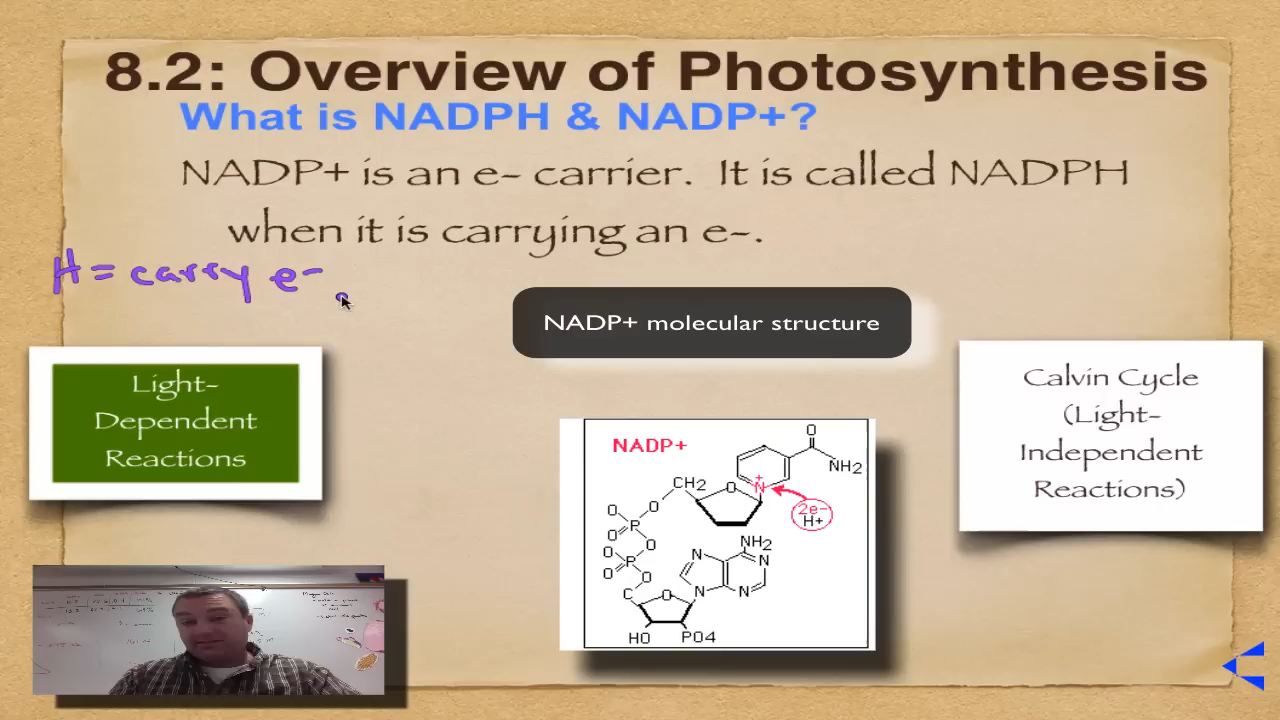 8.2: Overview of Photosynthesis
What is NADPH & NADP+?
NADP+ is an e- carrier. It is called NADPH
when it is carrying an e-.
H = carry e-
NADP+ molecular structure
Light-
Dependent
Reactions
Calvin Cycle
(Light-
Independent
Reactions)
NADP+
O
NH2
CH2
O
N
+
2e-
H+
O
O
P
O
O
O
P
O
O
C
O
NH2
N
N
N
N
HO
PO4